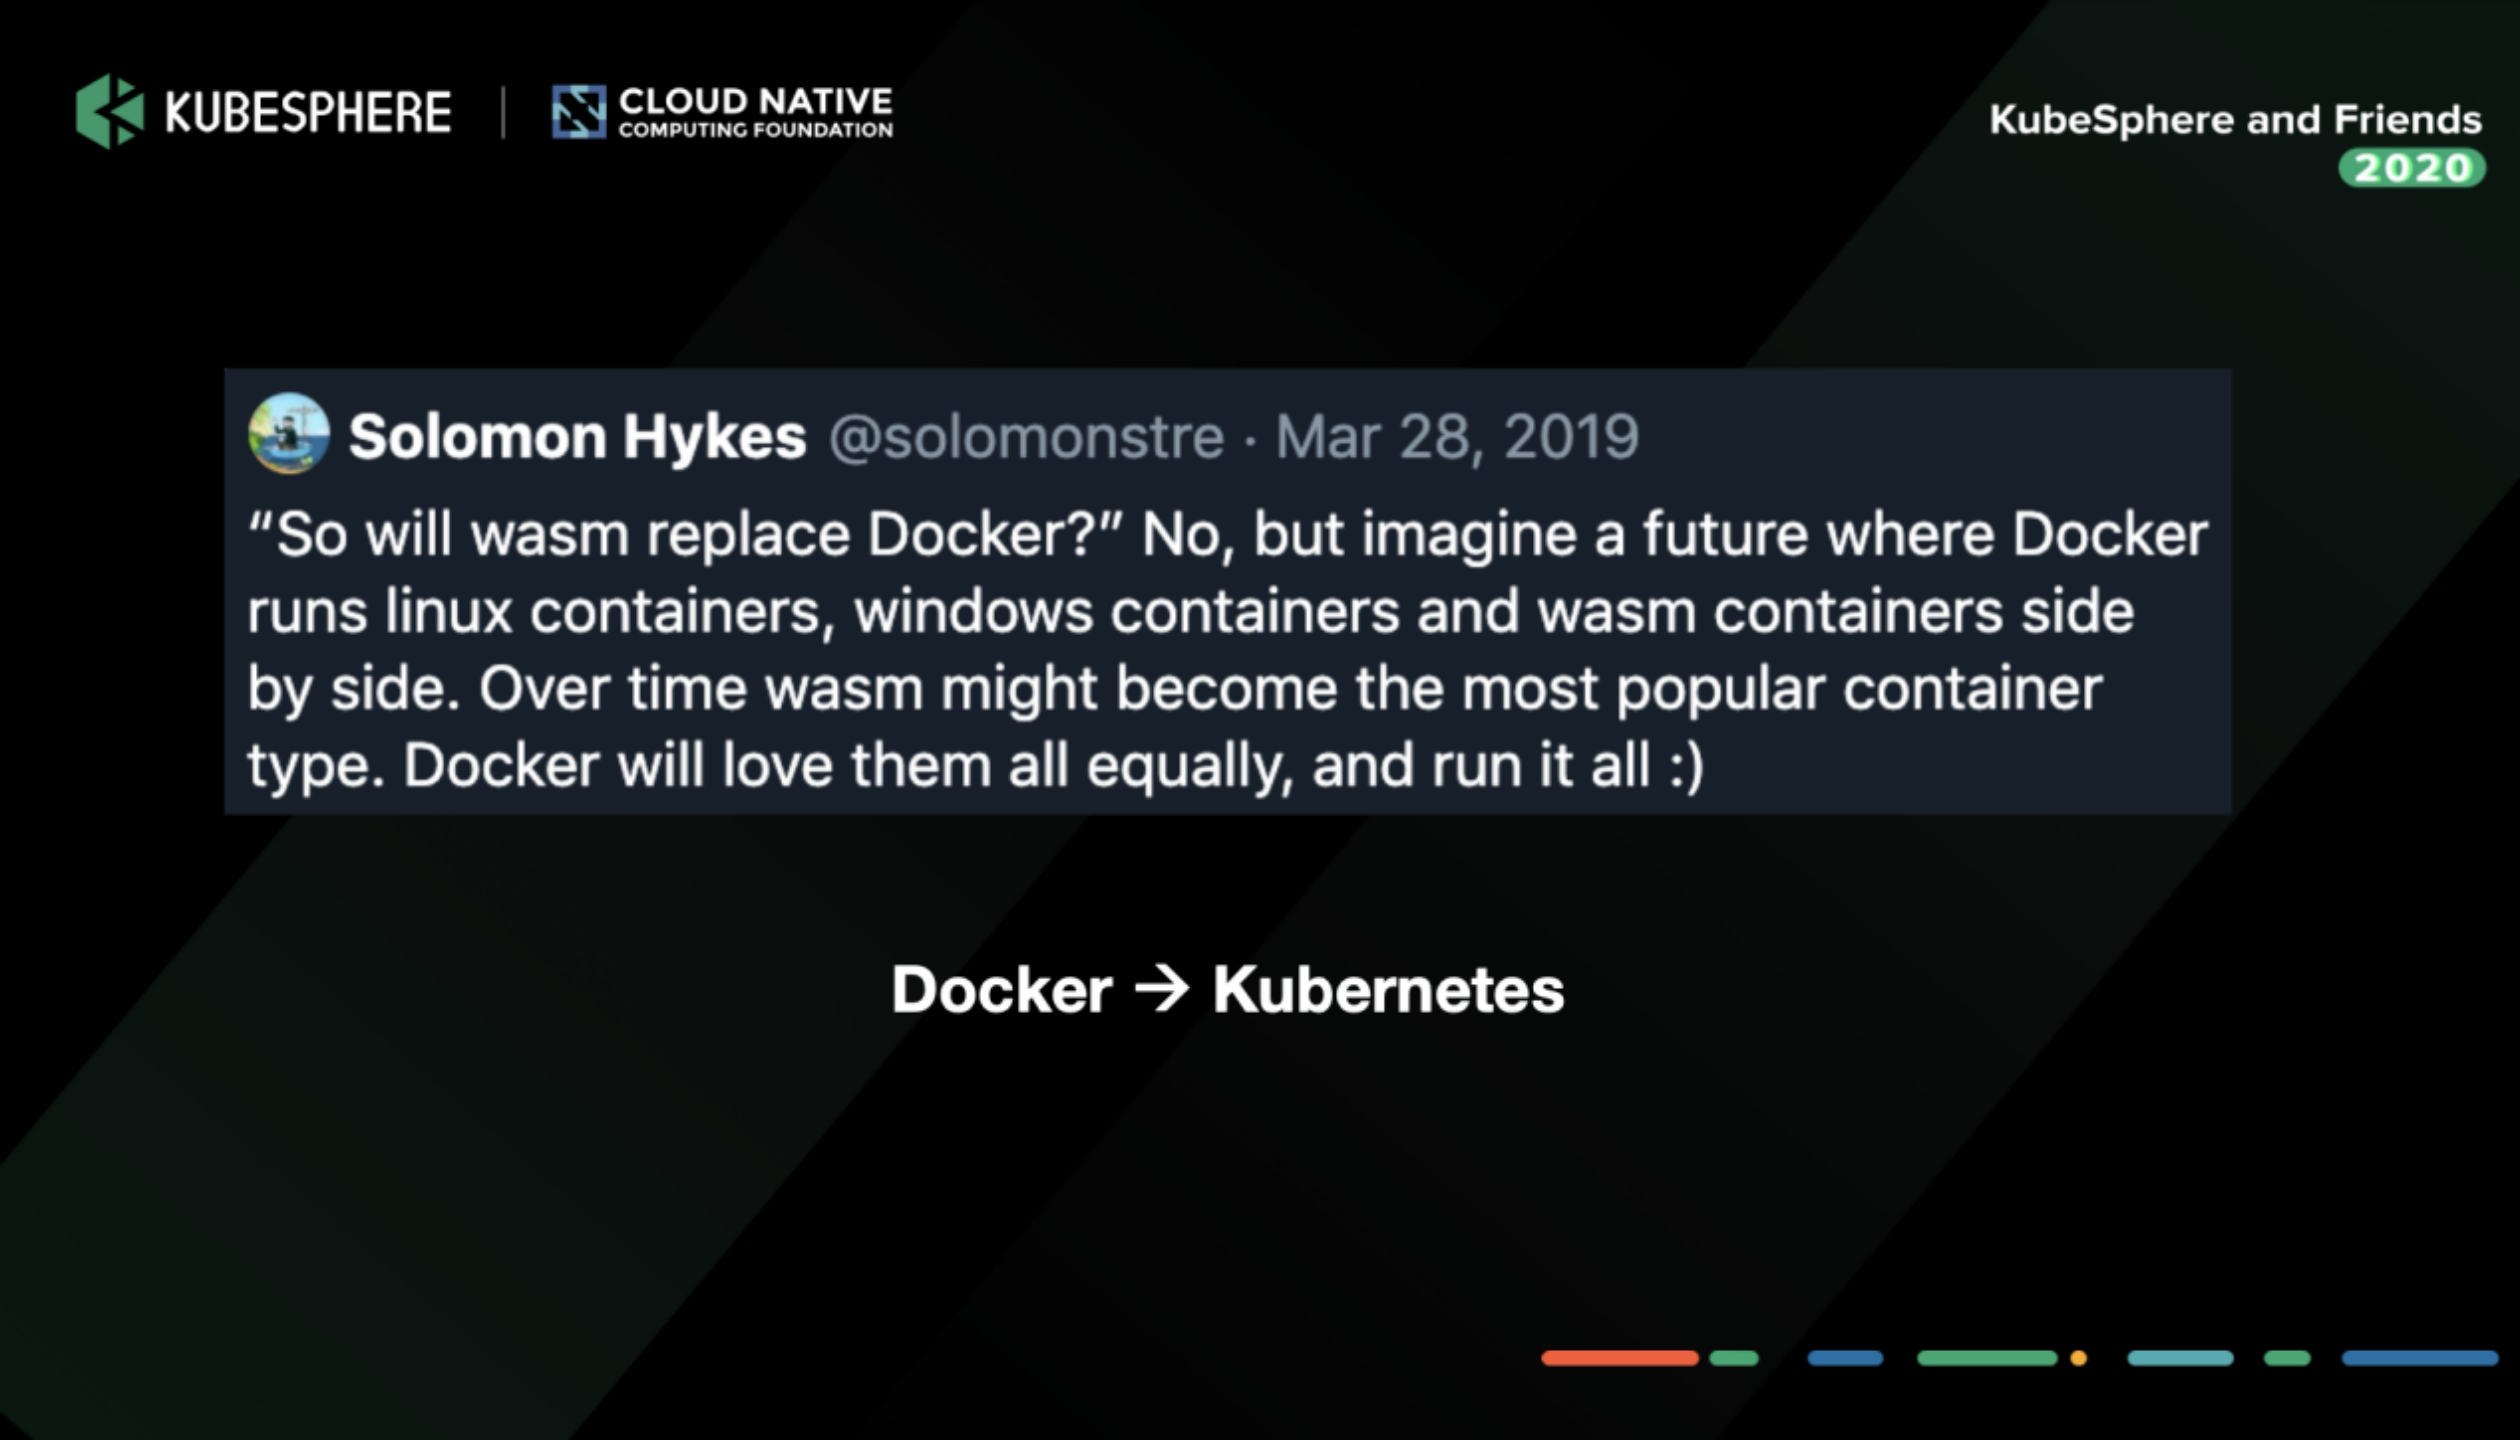 KUBESPHERE
CLOUD NATIVE
COMPUTING FOUNDATION
KubeSphere and Friends
2020
Solomon Hykes @solomonstre · Mar 28, 2019
“So will wasm replace Docker?” No, but imagine a future where Docker
runs linux containers, windows containers and wasm containers side
by side. Over time wasm might become the most popular container
type. Docker will love them all equally, and run it all :)
Docker → Kubernetes